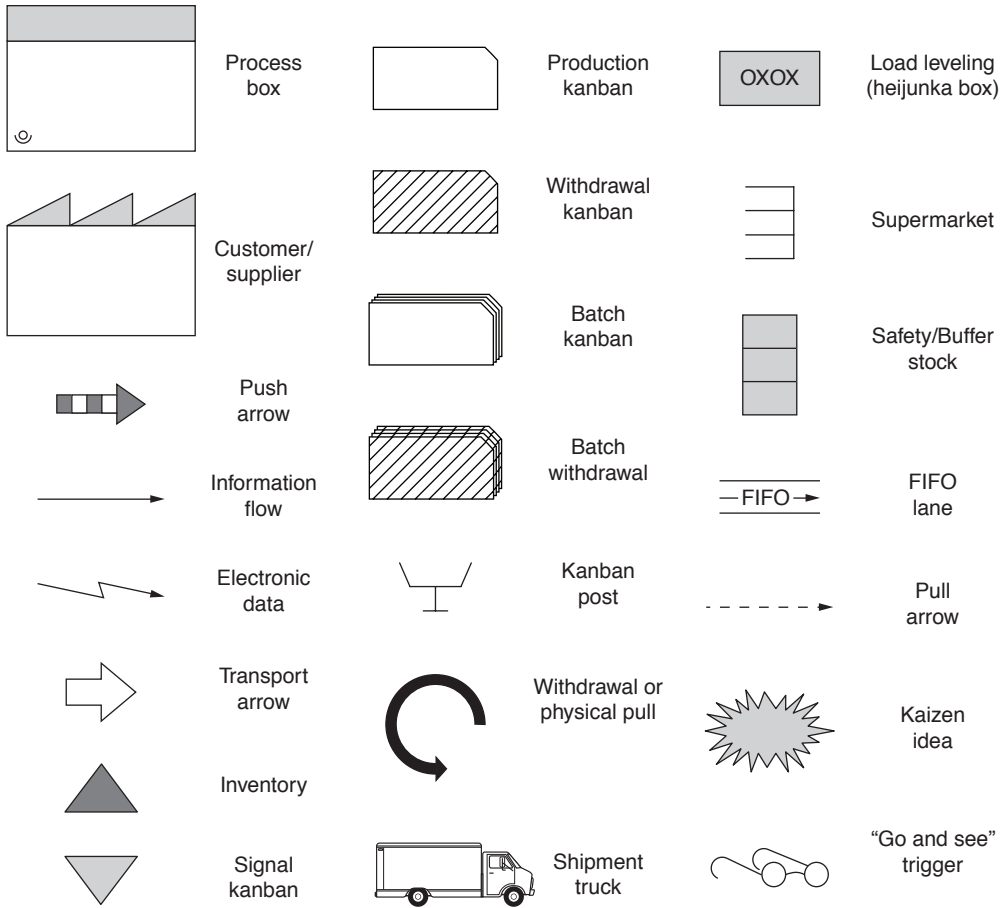 Process
box
Customer/
supplier
Push
arrow
Information
flow
Electronic
data
Transport
arrow
Inventory
Signal
kanban
Production
kanban
Withdrawal
kanban
Batch
kanban
Batch
withdrawal
Kanban
post
Withdrawal or
physical pull
Shipment
truck
OXOX
Load leveling
(heijunka box)
Supermarket
Safety/Buffer
stock
FIFO
FIFO
lane
Pull
arrow
Kaizen
idea
“Go and see”
trigger